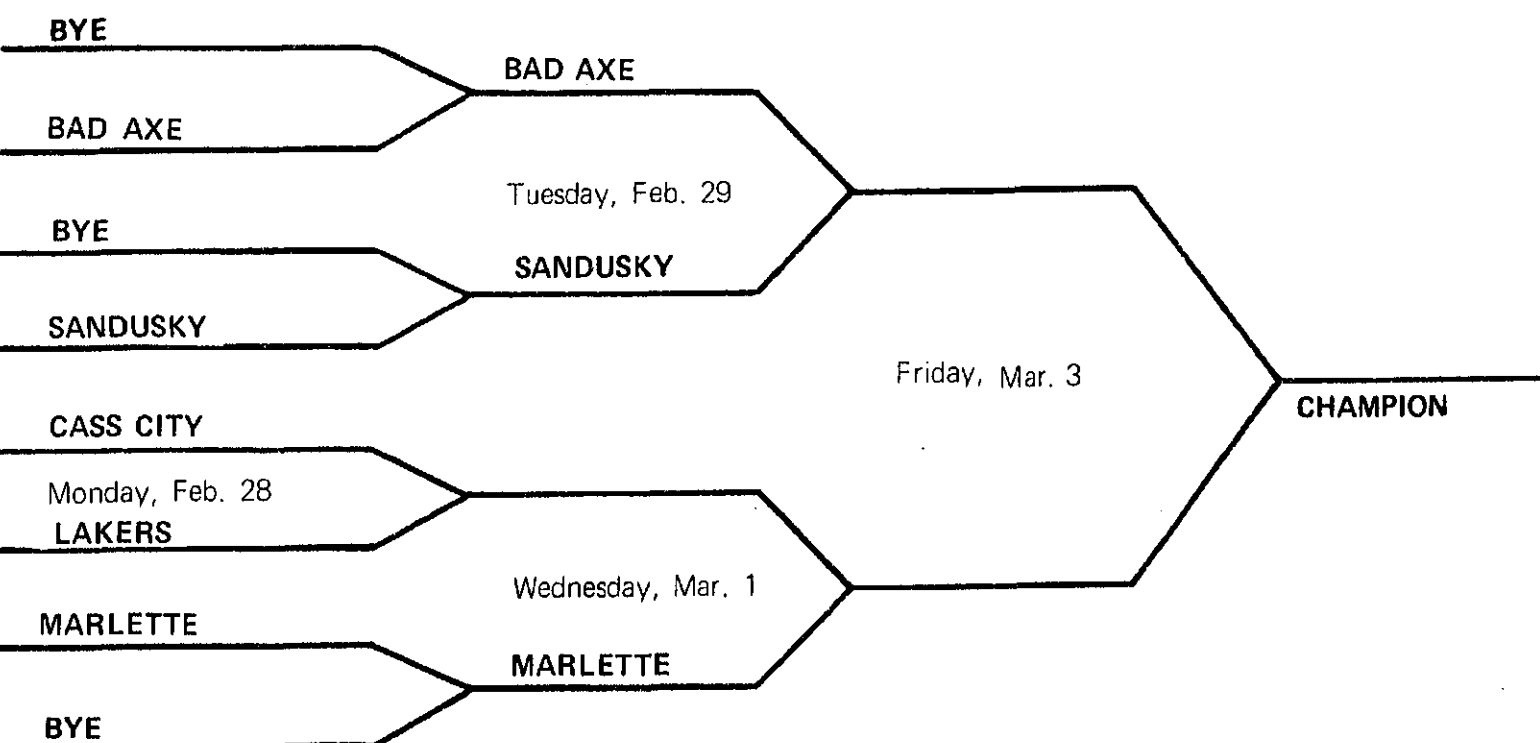 BYE
BAD AXE
BAD AXE
Tuesday, Feb. 29
BYE
SANDUSKY
SANDUSKY
Friday, Mar. 3
CHAMPION
CASS CITY
Monday, Feb. 28
LAKERS
Wednesday, Mar. 1
MARLETTE
MARLETTE
BYE